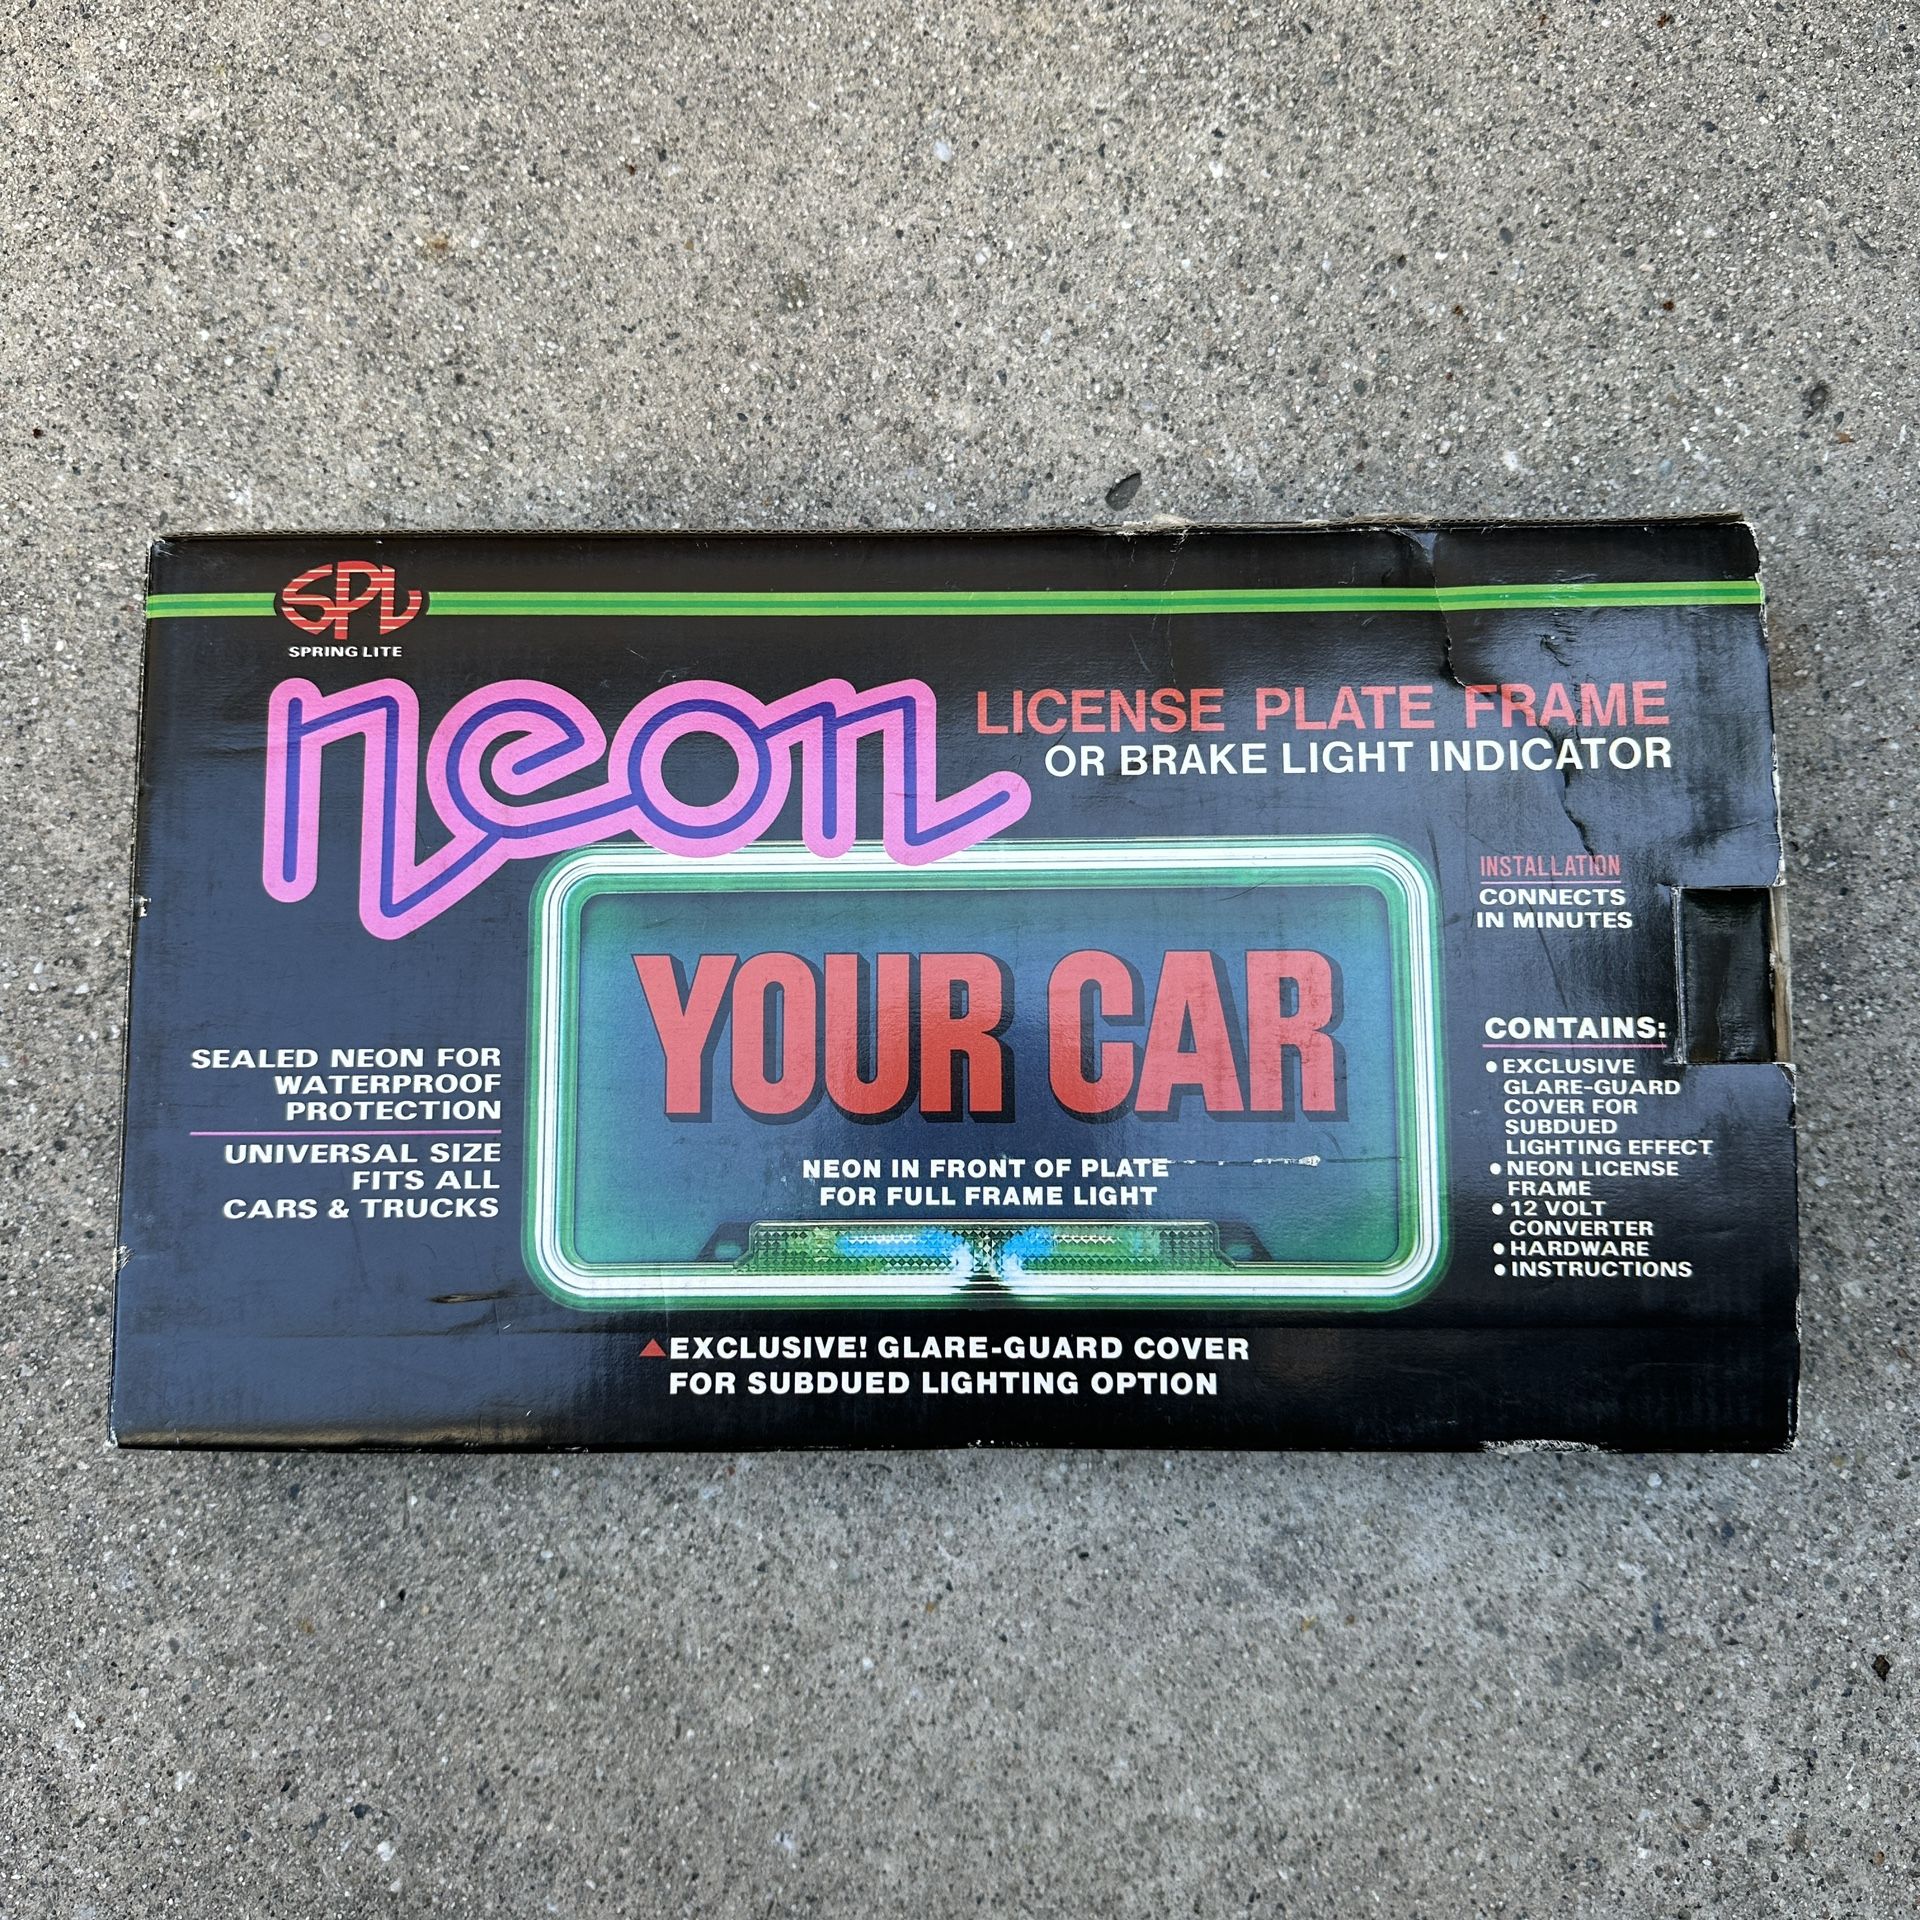 SPL
SPRING LITE
neon
LICENSE PLATE FRAME
OR BRAKE LIGHT INDICATOR
INSTALLATION
CONNECTS
IN MINUTES
YOUR CAR
NEON IN FRONT OF PLATE
FOR FULL FRAME LIGHT
SEALED NEON FOR
WATERPROOF
PROTECTION
UNIVERSAL SIZE
FITS ALL
CARS & TRUCKS
CONTAINS:
• EXCLUSIVE
GLARE-GUARD
COVER FOR
SUBDUED
LIGHTING EFFECT
• NEON LICENSE
FRAME
• 12 VOLT
CONVERTER
• HARDWARE
• INSTRUCTIONS
▲EXCLUSIVE! GLARE-GUARD COVER
FOR SUBDUED LIGHTING OPTION